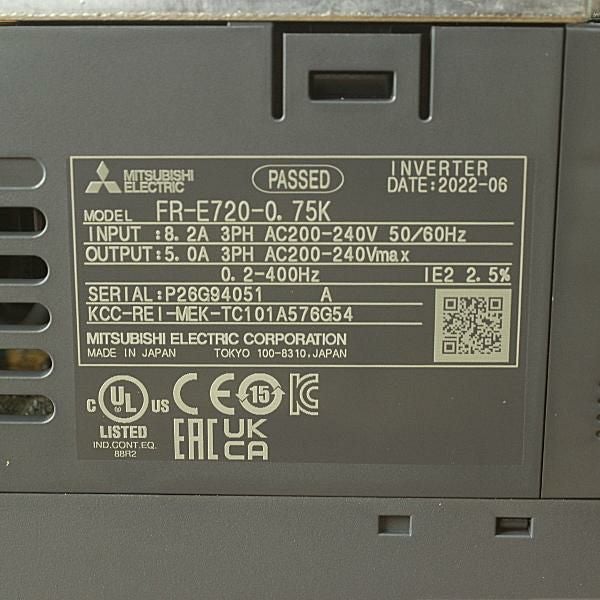 MITSUBISHI
ELECTRIC
PASSED
INVERTER
DATE:2022-06
MODEL FR-E720-0.75K
INPUT :8.2A 3PH AC200-240V 50/60Hz
OUTPUT:5.0A 3PH AC200-240Vmax
0.2-400Hz IE2 2.5%
SERIAL:P26G94051 A
KCC-REI-MEK-TC101A576G54
MITSUBISHI ELECTRIC CORPORATION
MADE IN JAPAN TOKYO 100-8310,JAPAN
C UL US
LISTED
IND.CONT.EQ.
88R2
CE 15 KC
EAC UK
CA